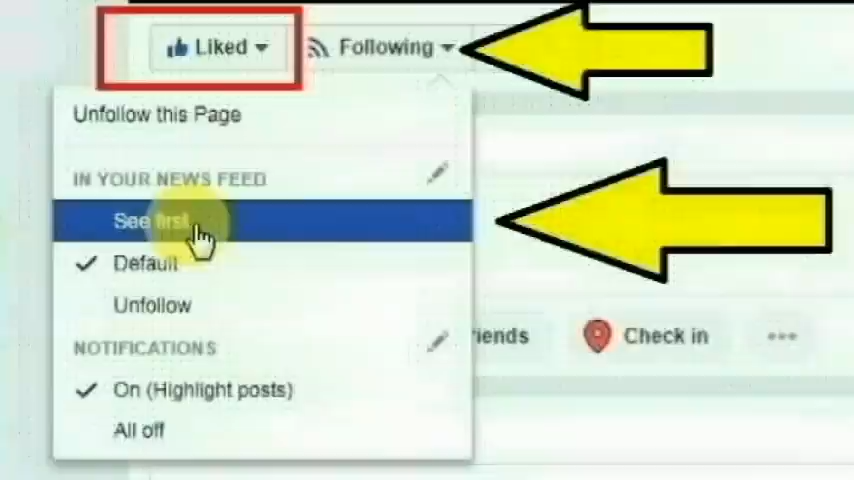 Liked
Following
Unfollow this Page
IN YOUR NEWS FEED
See first
Default
Unfollow
NOTIFICATIONS
riends
Check in
On (Highlight posts)
All off